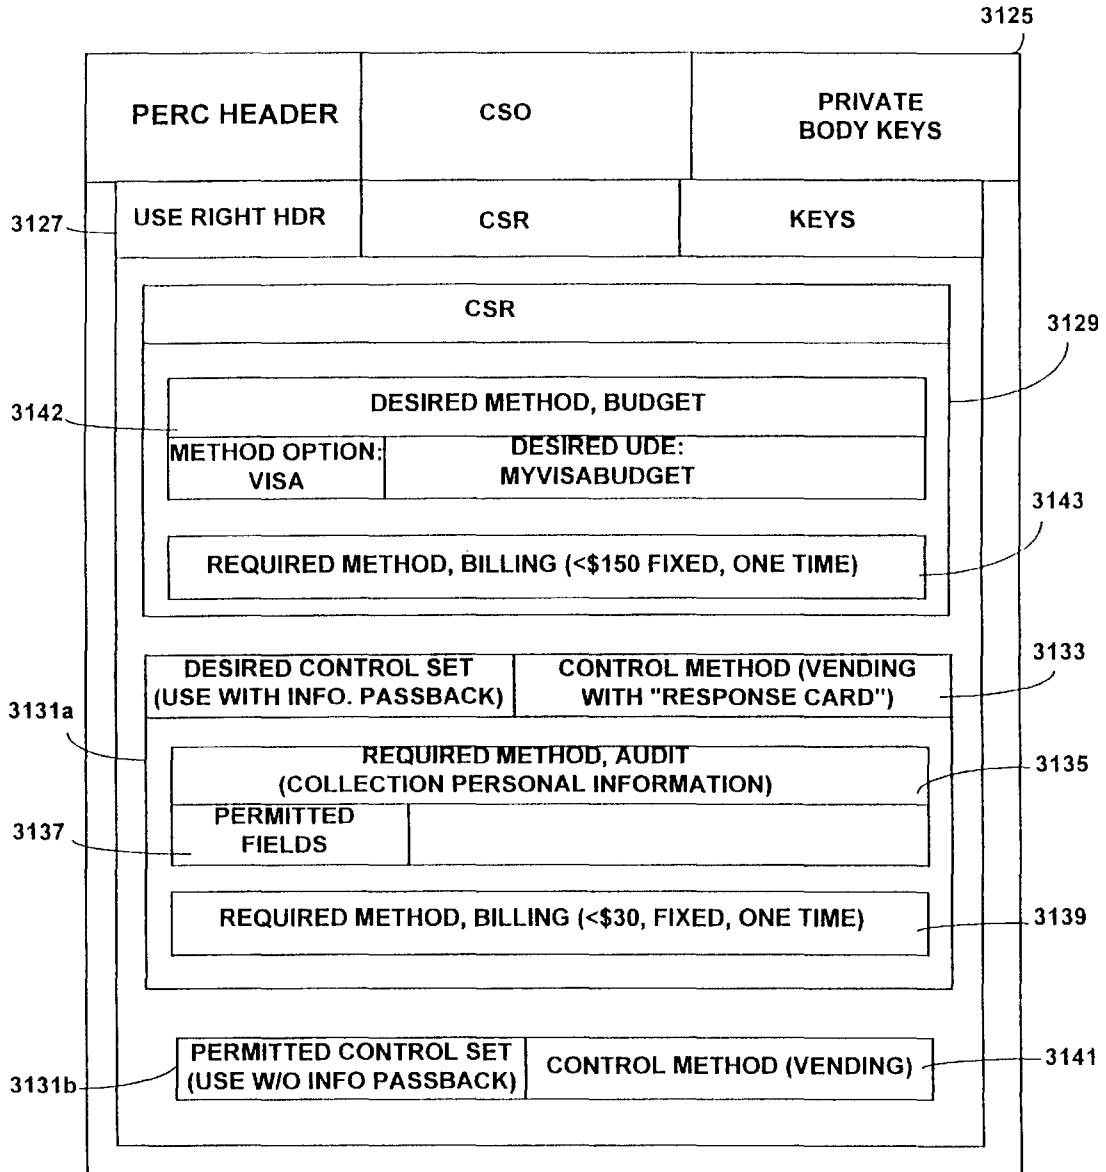 3125
PERC HEADER
CSO
PRIVATE
BODY KEYS
3127
USE RIGHT HDR
CSR
KEYS
CSR
3129
3142
DESIRED METHOD, BUDGET
METHOD OPTION:
VISA
DESIRED UDE:
MYVISABUDGET
3143
REQUIRED METHOD, BILLING (<$150 FIXED, ONE TIME)
DESIRED CONTROL SET
(USE WITH INFO. PASSBACK)
CONTROL METHOD (VENDING
WITH "RESPONSE CARD")
3133
3131a
REQUIRED METHOD, AUDIT
(COLLECTION PERSONAL INFORMATION)
3135
3137
PERMITTED
FIELDS
REQUIRED METHOD, BILLING (<$30, FIXED, ONE TIME)
3139
3131b
PERMITTED CONTROL SET
(USE W/O INFO PASSBACK)
CONTROL METHOD (VENDING)
3141